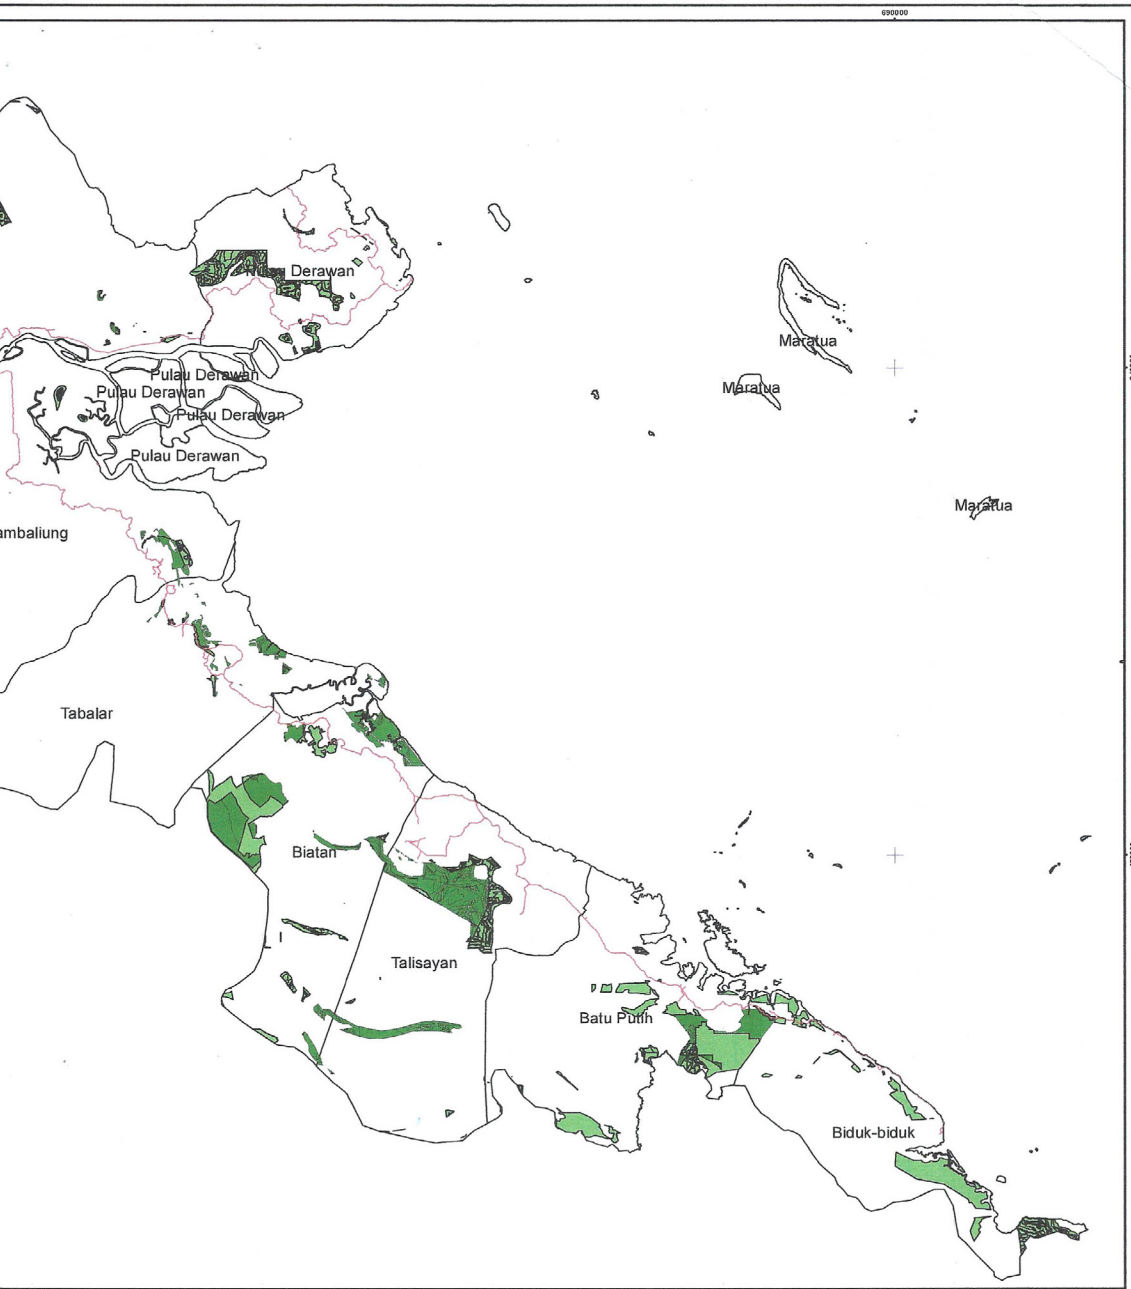 690000
Pulau Derawan
Maratua
Pulau Derawan
Maratua
Pulau Derawan
Pulau Derawan
Pulau Derawan
Maratua
ambaliung
Tabalar
Biatan
Talisayan
Batu Putih
Biduk-biduk